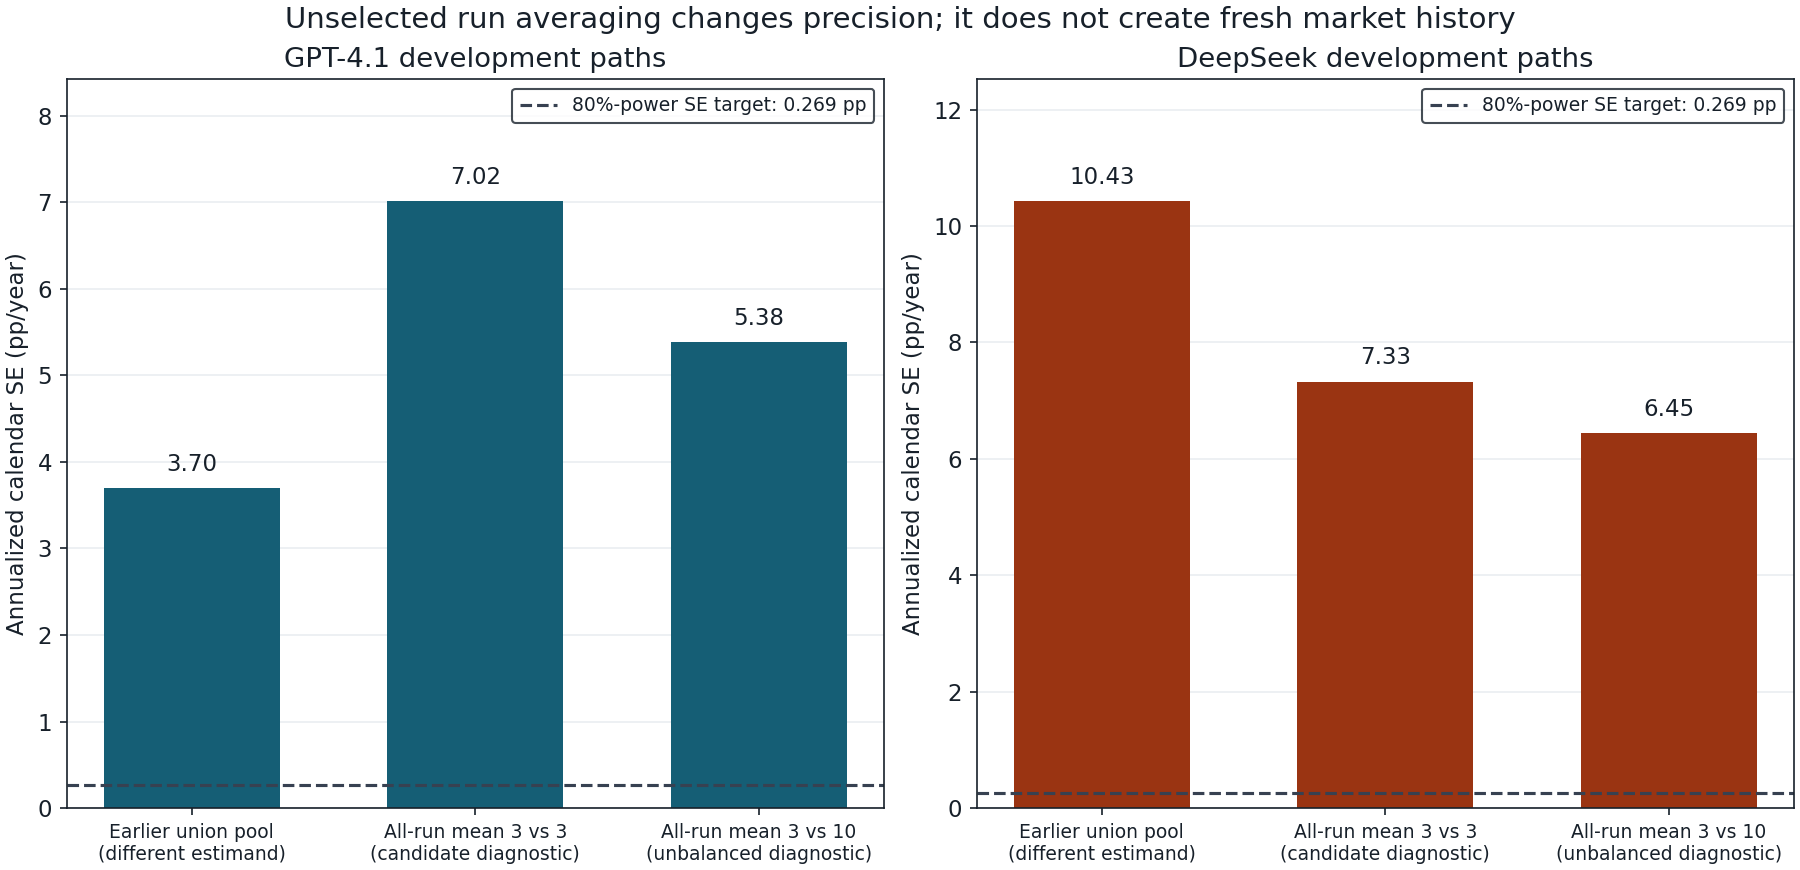 Unselected run averaging changes precision; it does not create fresh market history
GPT-4.1 development paths
80%-power SE target: 0.269 pp
Annualized calendar SE (pp/year)
8
7
6
5
4
3
2
1
0
3.70
7.02
5.38
Earlier union pool
(different estimand)
All-run mean 3 vs 3
(candidate diagnostic)
All-run mean 3 vs 10
(unbalanced diagnostic)
DeepSeek development paths
80%-power SE target: 0.269 pp
Annualized calendar SE (pp/year)
12
10
8
6
4
2
0
10.43
7.33
6.45
Earlier union pool
(different estimand)
All-run mean 3 vs 3
(candidate diagnostic)
All-run mean 3 vs 10
(unbalanced diagnostic)